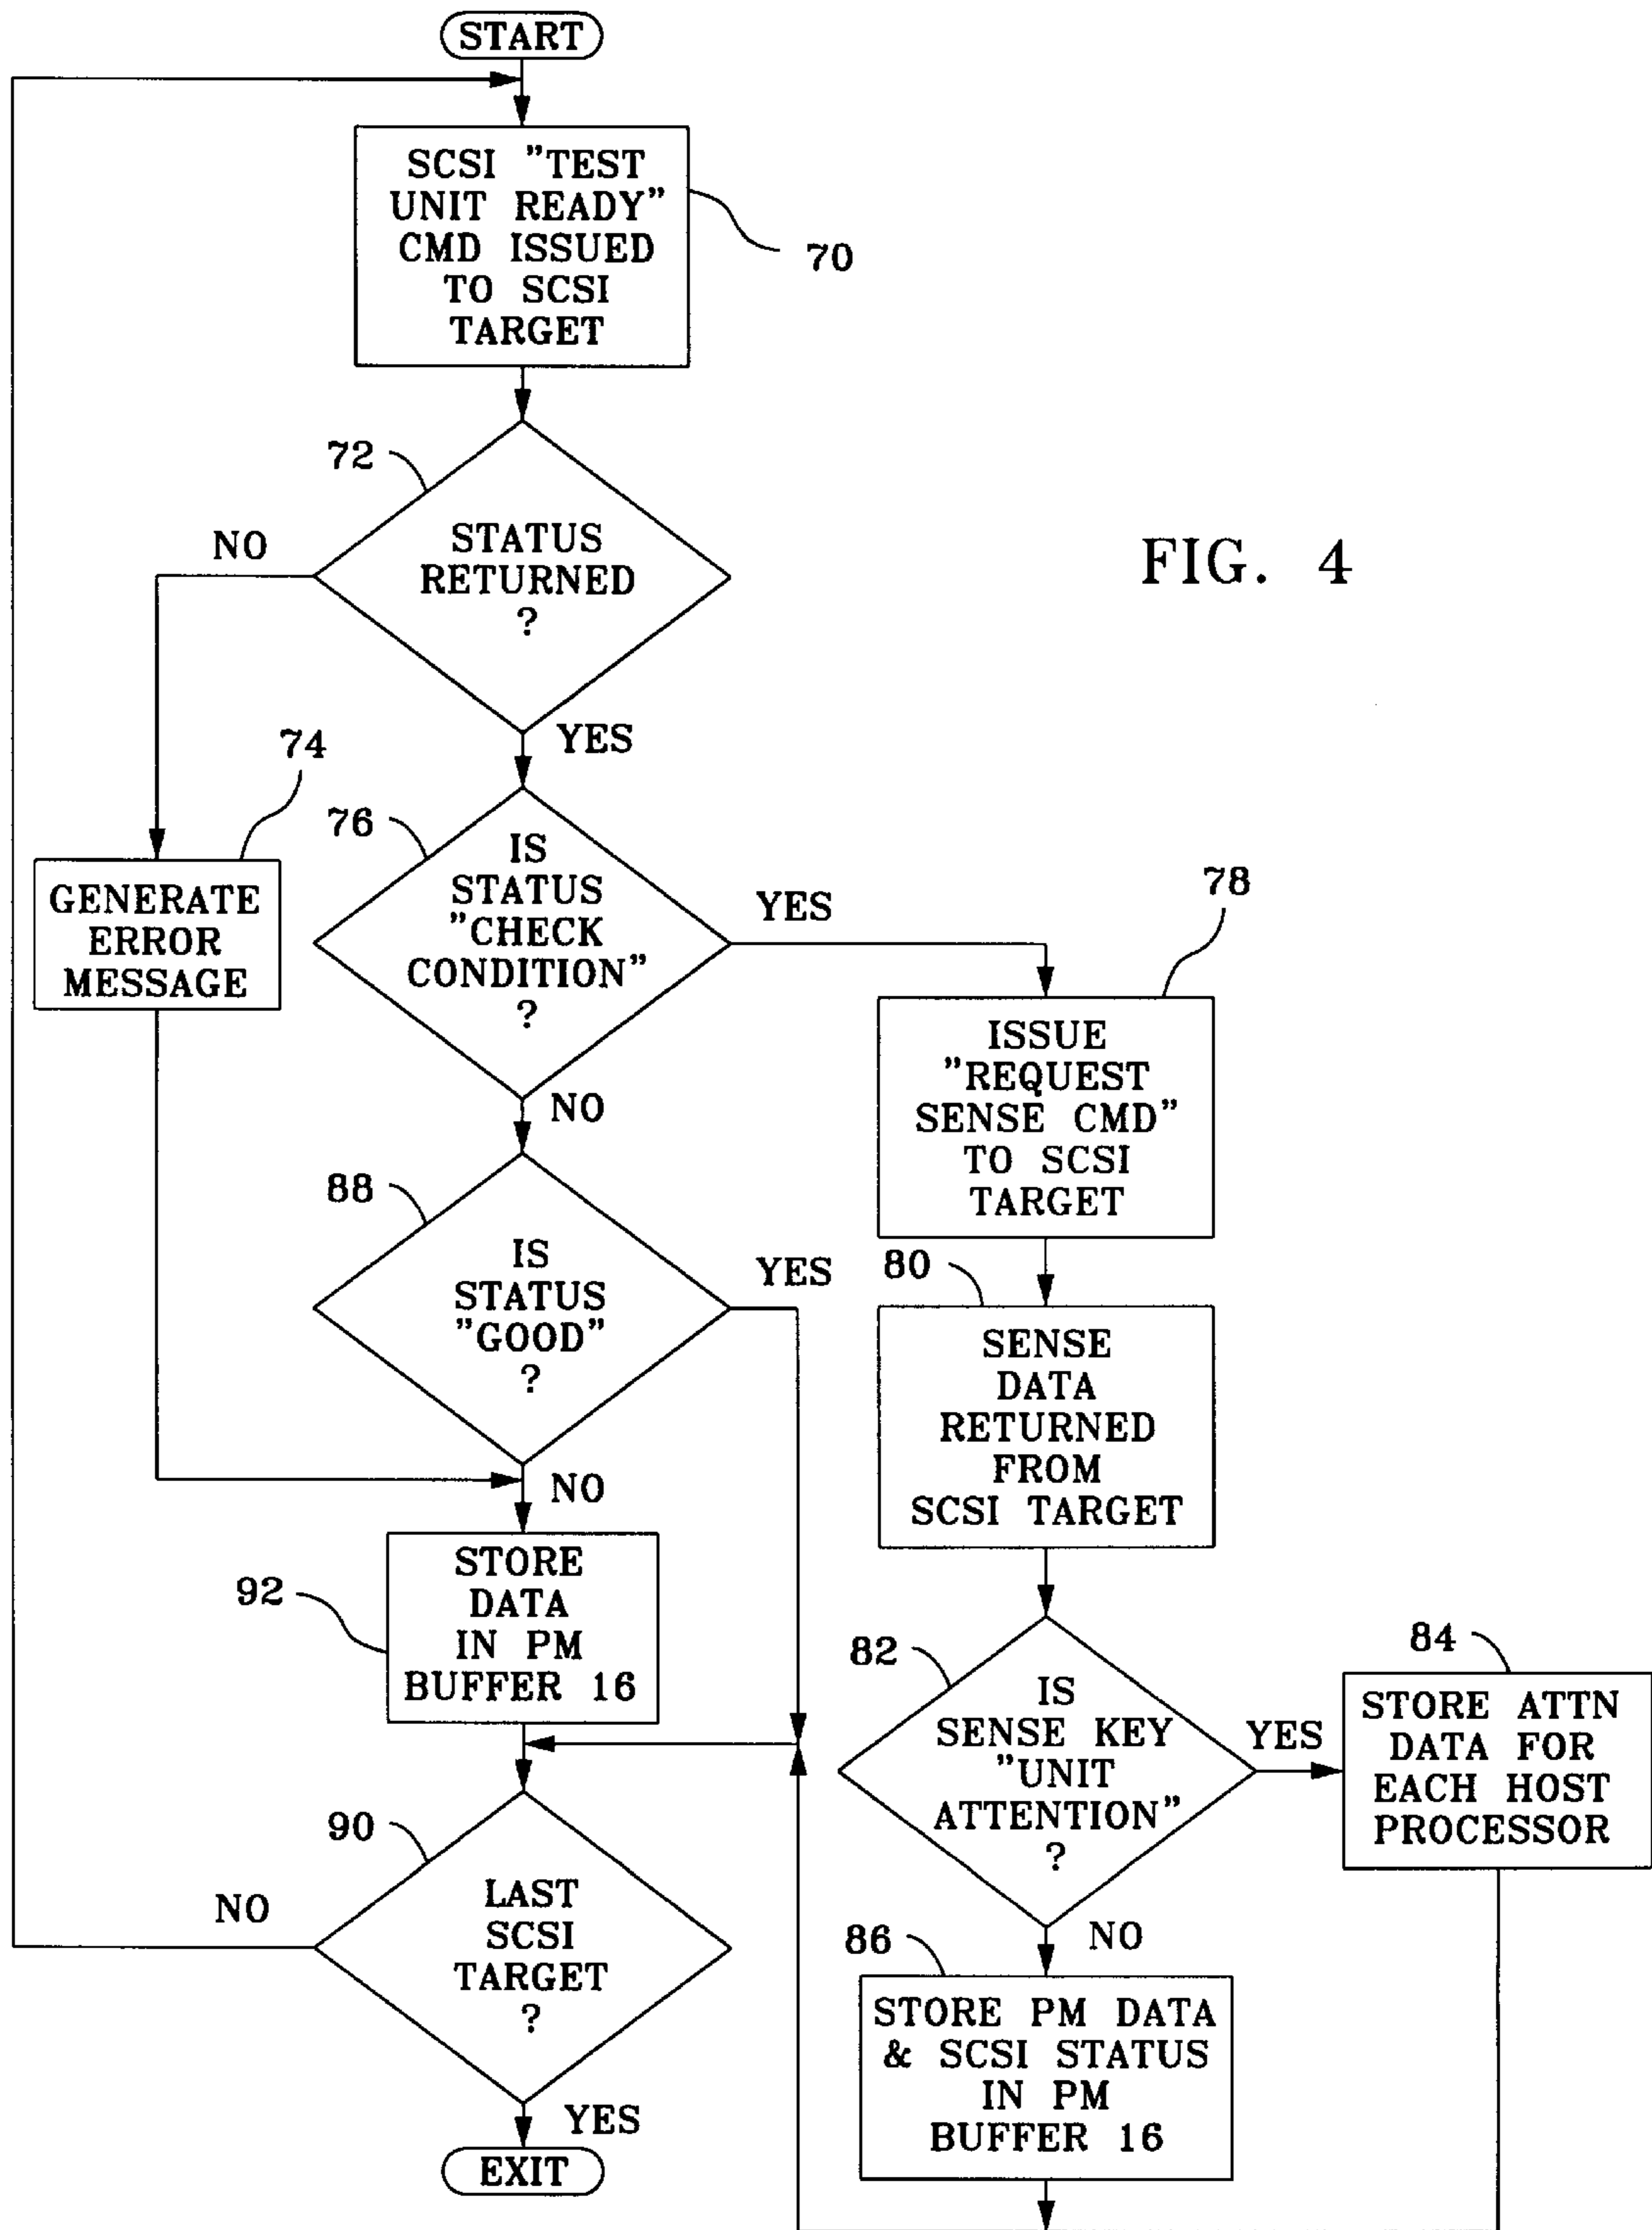 START
SCSI "TEST
UNIT READY"
CMD ISSUED
TO SCSI
TARGET
70
72
STATUS
RETURNED
?
NO
YES
FIG. 4
74
GENERATE
ERROR
MESSAGE
76
IS
STATUS
"CHECK
CONDITION"
?
YES
NO
78
ISSUE
"REQUEST
SENSE CMD"
TO SCSI
TARGET
88
IS
STATUS
"GOOD"
?
YES
NO
80
SENSE
DATA
RETURNED
FROM
SCSI TARGET
92
STORE
DATA
IN PM
BUFFER 16
82
IS
SENSE KEY
"UNIT
ATTENTION"
?
YES
NO
84
STORE ATTN
DATA FOR
EACH HOST
PROCESSOR
90
LAST
SCSI
TARGET
?
NO
YES
86
STORE PM DATA
& SCSI STATUS
IN PM
BUFFER 16
EXIT